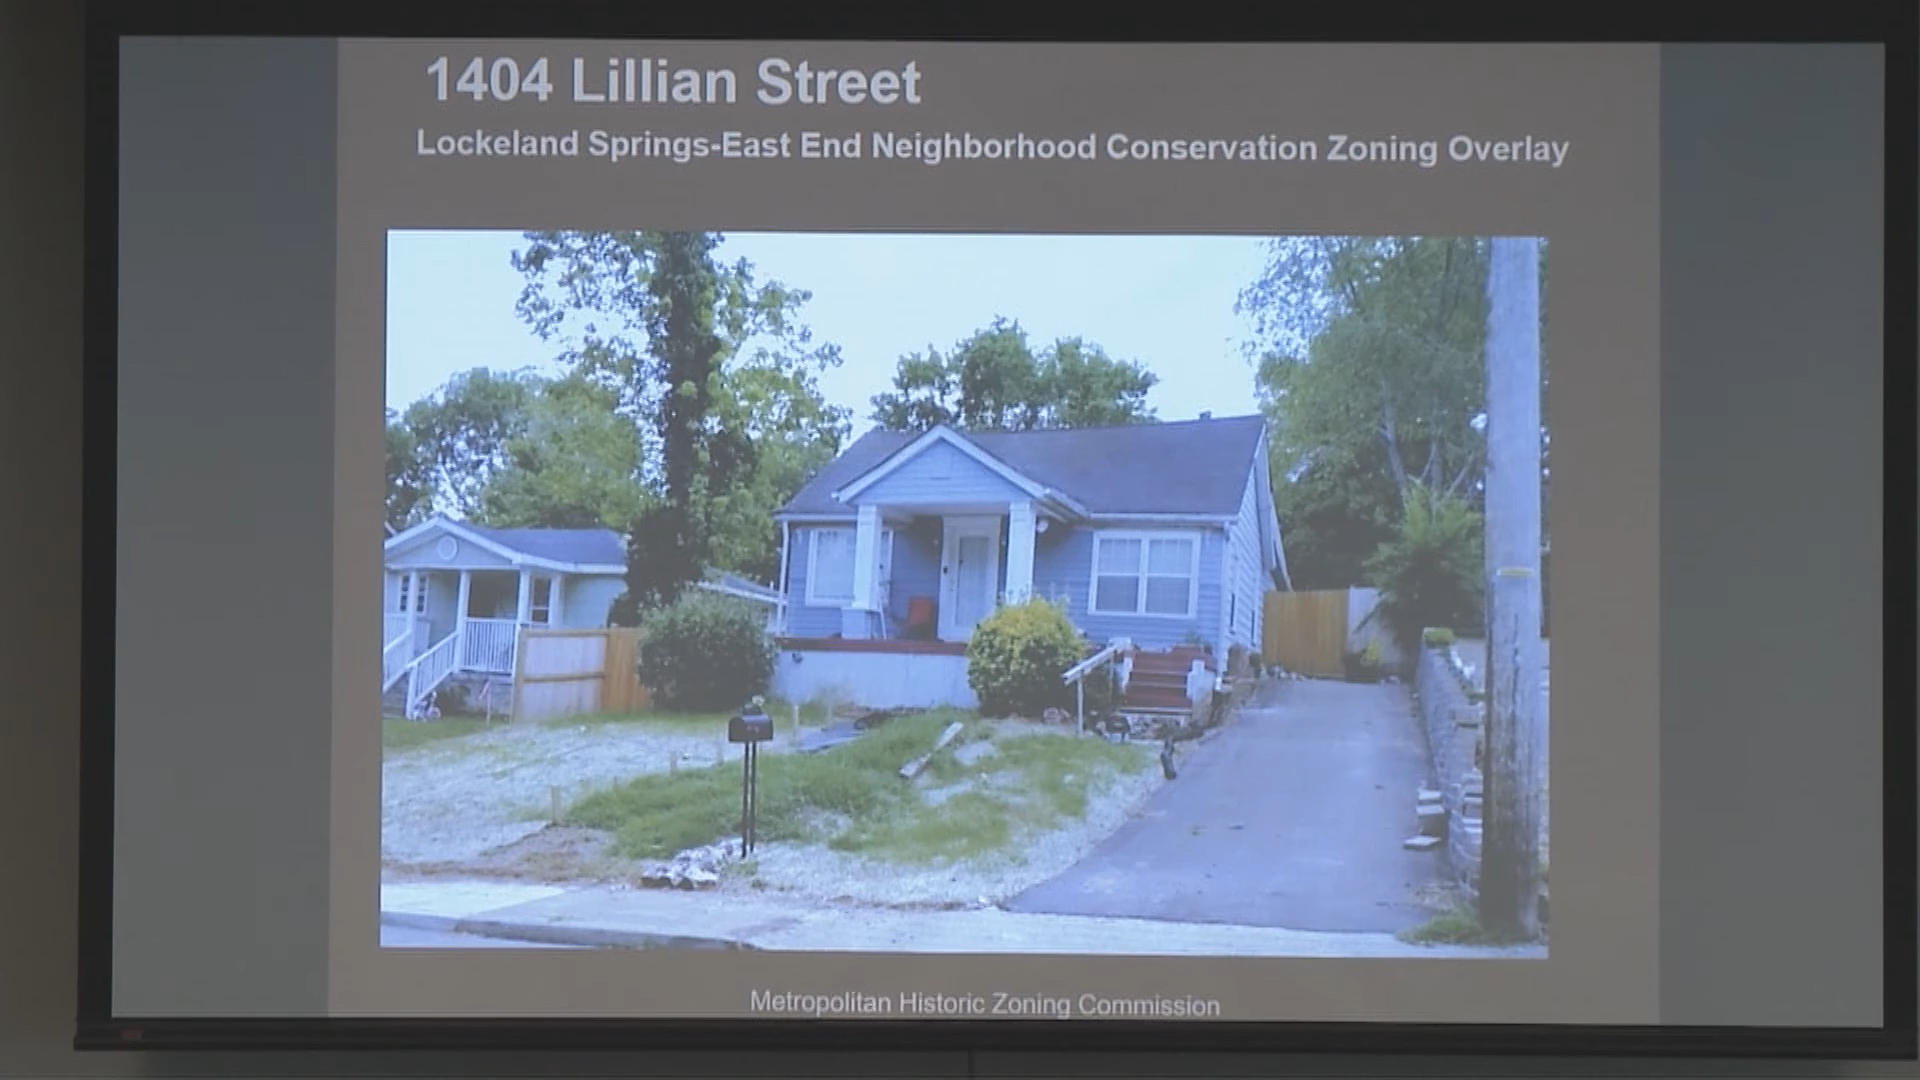 1404 Lillian Street
Lockeland Springs-East End Neighborhood Conservation Zoning Overlay
Metropolitan Historic Zoning Commission